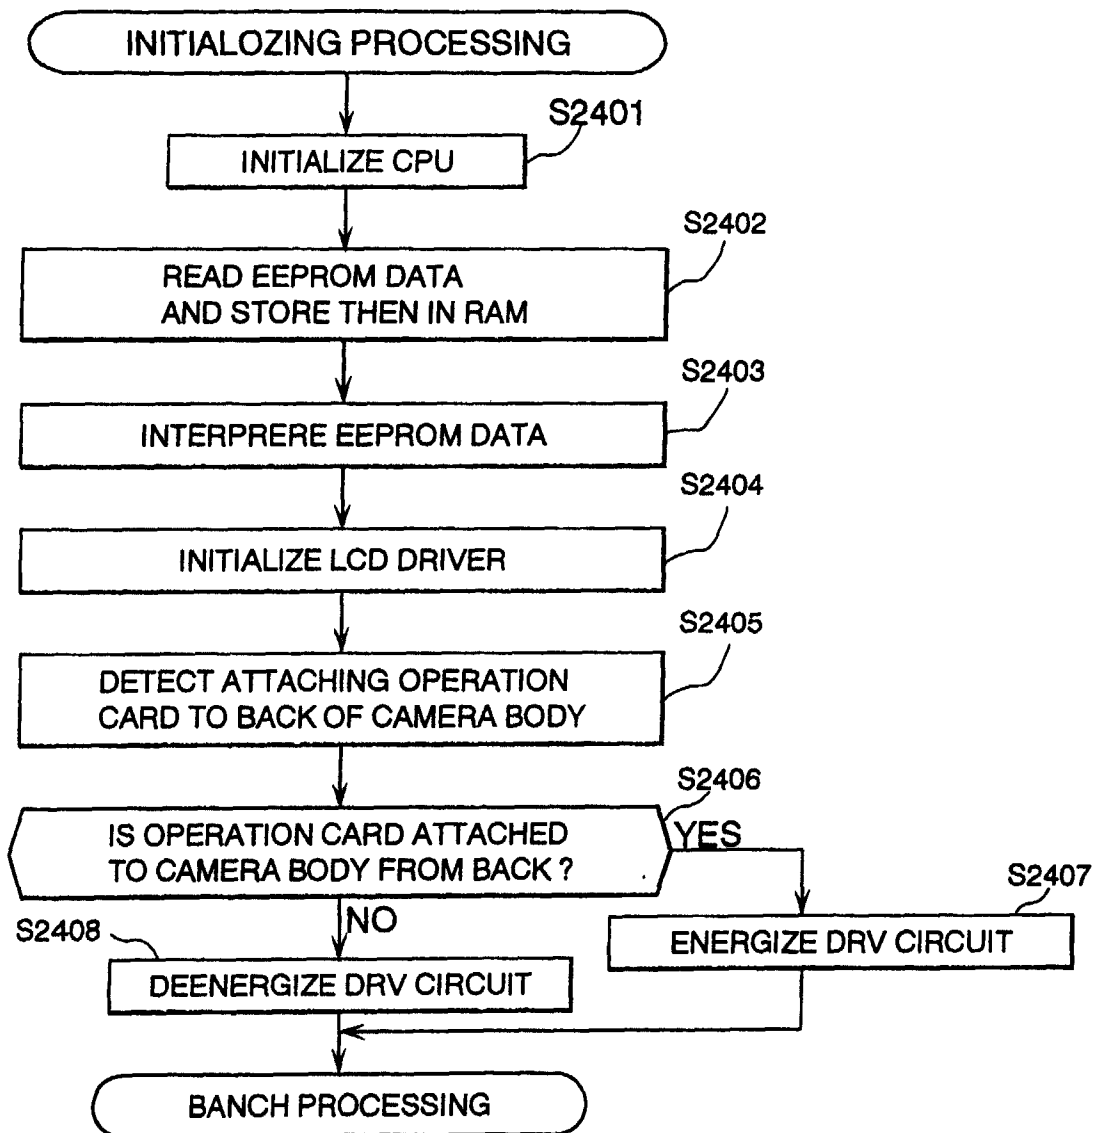 INITIALOZING PROCESSING
S2401
INITIALIZE CPU
S2402
READ EEPROM DATA
AND STORE THEN IN RAM
S2403
INTERPRERE EEPROM DATA
S2404
INITIALIZE LCD DRIVER
S2405
DETECT ATTACHING OPERATION
CARD TO BACK OF CAMERA BODY
S2406
IS OPERATION CARD ATTACHED
TO CAMERA BODY FROM BACK ?
YES
NO
S2407
ENERGIZE DRV CIRCUIT
S2408
DEENERGIZE DRV CIRCUIT
BANCH PROCESSING